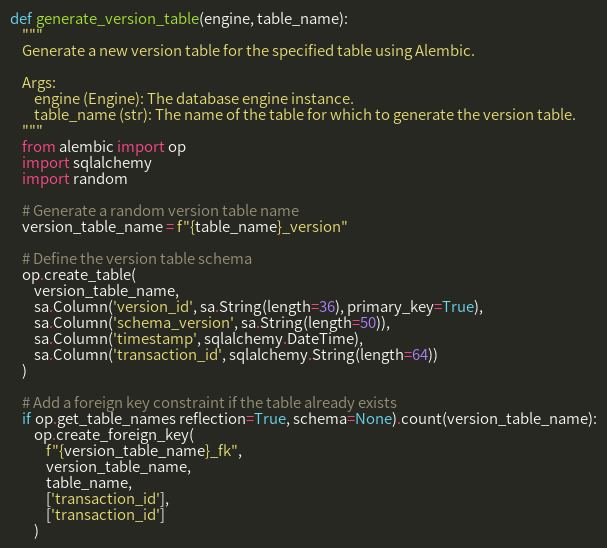 def generate_version_table(engine, table_name):
    """
    Generate a new version table for the specified table using Alembic.

    Args:
        engine (Engine): The database engine instance.
        table_name (str): The name of the table for which to generate the version table.
    """
    from alembic import op
    import sqlalchemy
    import random

    # Generate a random version table name
    version_table_name = f"{table_name}_version"

    # Define the version table schema
    op.create_table(
        version_table_name,
        sa.Column('version_id', sa.String(length=36), primary_key=True),
        sa.Column('schema_version', sa.String(length=50)),
        sa.Column('timestamp', sqlalchemy.DateTime),
        sa.Column('transaction_id', sqlalchemy.String(length=64))
    )

    # Add a foreign key constraint if the table already exists
    if op.get_table_names reflection=True, schema=None).count(version_table_name):
        op.create_foreign_key(
            f"{version_table_name}_fk",
            version_table_name,
            table_name,
            ['transaction_id'],
            ['transaction_id']
        )